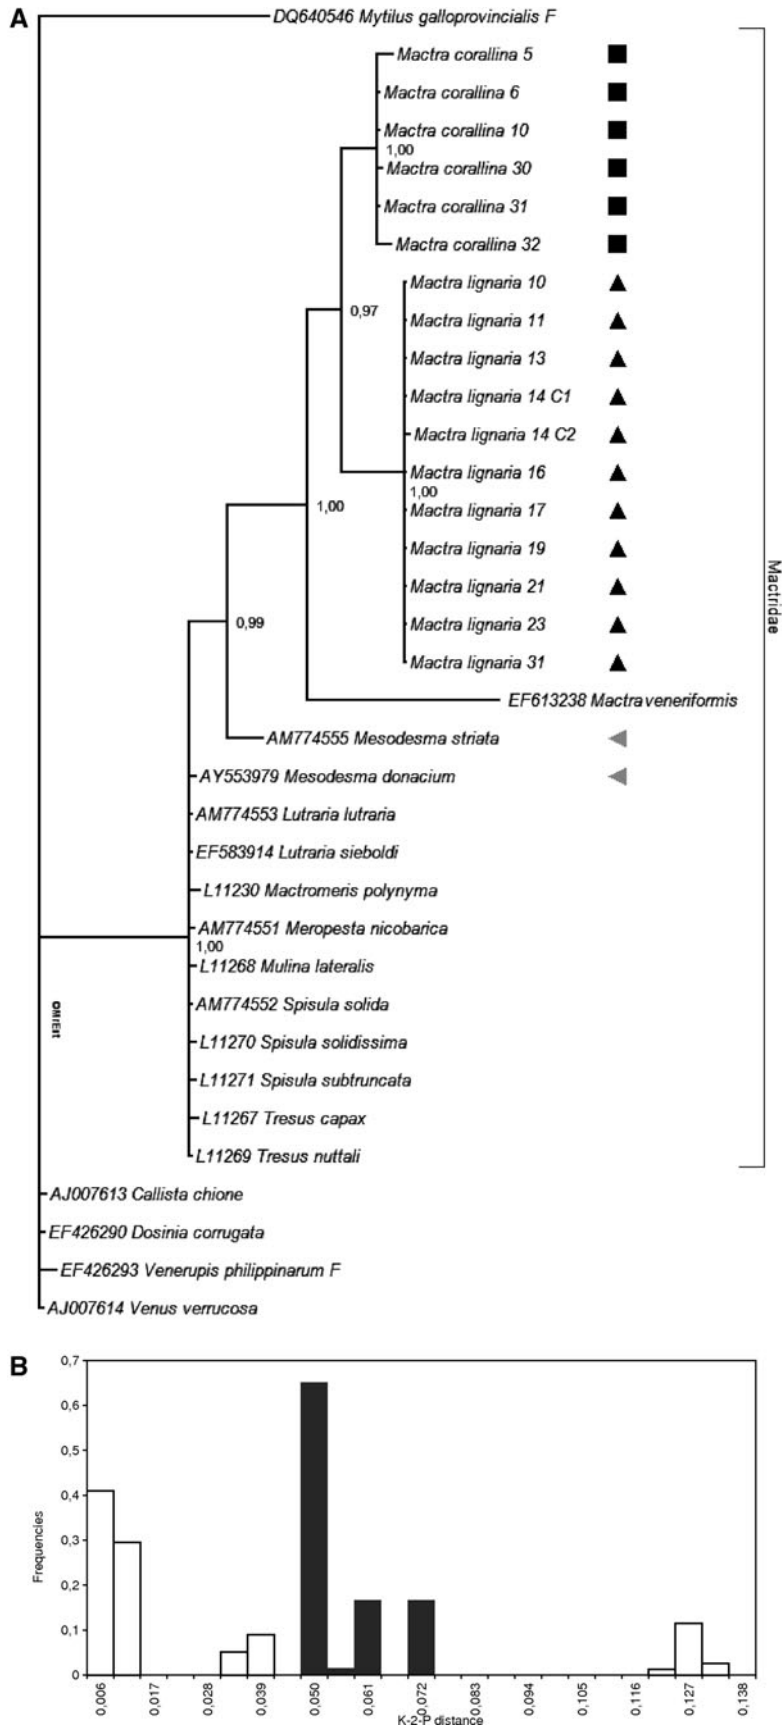 A
DQ640546 Mytilus galloprovincialis F
Mactra corallina 5
Mactra corallina 6
Mactra corallina 10
1,00
Mactra corallina 30
Mactra corallina 31
Mactra corallina 32
Mactra lignaria 10
0,97
Mactra lignaria 11
Mactra lignaria 13
Mactra lignaria 14 C1
Mactra lignaria 14 C2
Mactra lignaria 16
1,00
Mactra lignaria 17
1,00
Mactra lignaria 19
Mactra lignaria 21
Mactra lignaria 23
0,99
Mactra lignaria 31
Mactridae
EF613238 Mactraveneriformis
AM774555 Mesodesma striata
AY553979 Mesodesma donacium
AM774553 Lutraria lutraria
EF583914 Lutraria sieboldi
L11230 Mactromeris polynyma
AM774551 Meropesta nicobarica
1,00
L11268 Mulina lateralis
AM774552 Spisula solida
L11270 Spisula solidissima
L11271 Spisula subtruncata
L11267 Tresus capax
L11269 Tresus nuttali
AJ007613 Callista chione
EF426290 Dosinia corrugata
EF426293 Venerupis philippinarum F
AJ007614 Venus verrucosa
B
0,7
0,6
0,5
0,4
0,3
0,2
0,1
0
Frequencies
0,006 0,017 0,028 0,039 0,050 0,061 0,072 0,083 0,094 0,105 0,116 0,127 0,138
K-2-P distance